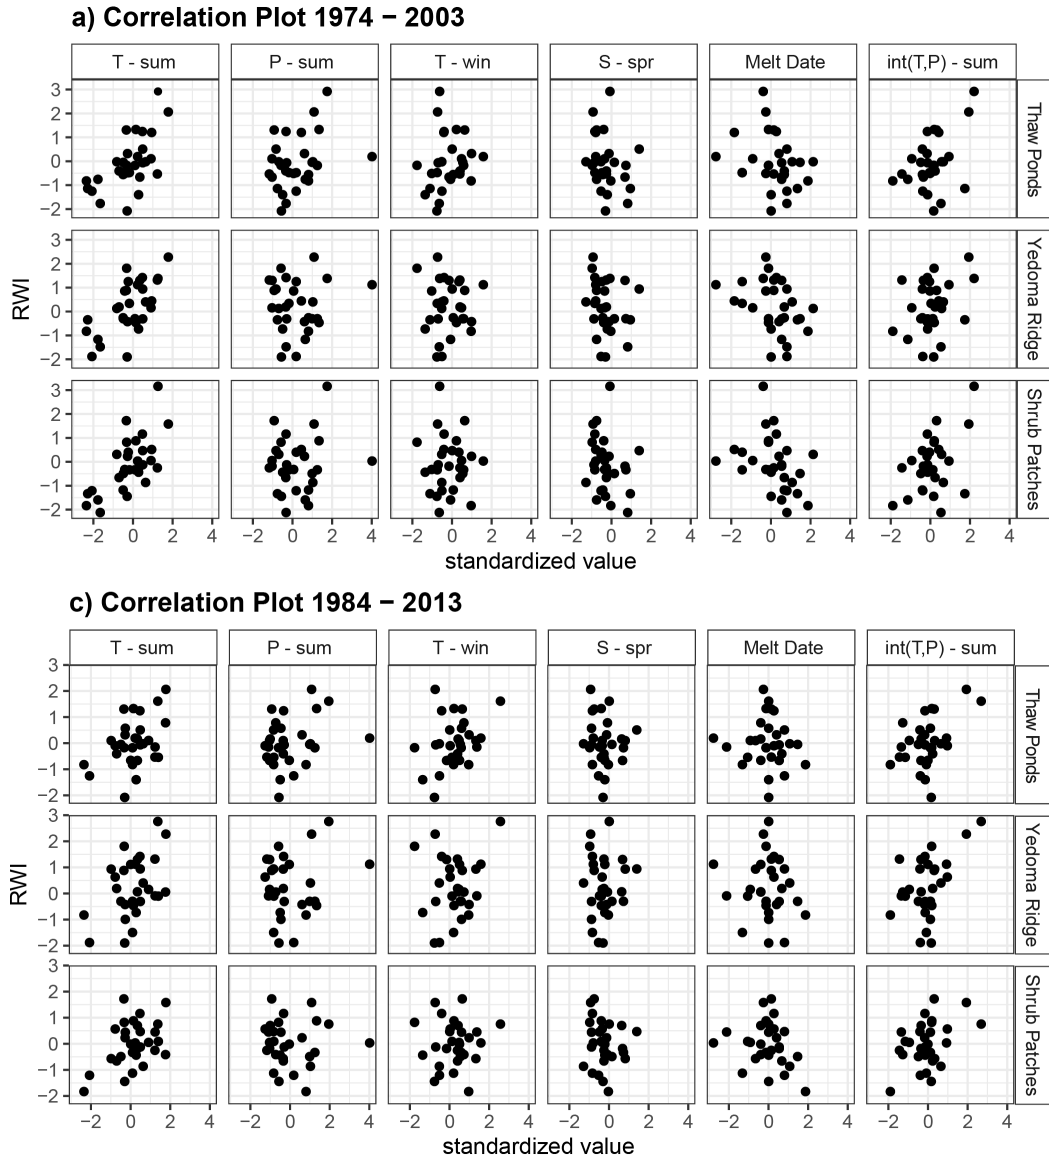 a) Correlation Plot 1974 − 2003
T - sum P - sum T - win S - spr Melt Date int(T,P) - sum
3
2
1
0
−1
−2
Thaw Ponds
3
2
1
0
−1
−2
Yedoma Ridge
3
2
1
0
−1
−2
Shrub Patches
RWI
−2 0 2 4 −2 0 2 4 −2 0 2 4 −2 0 2 4 −2 0 2 4 −2 0 2 4
standardized value
c) Correlation Plot 1984 − 2013
T - sum P - sum T - win S - spr Melt Date int(T,P) - sum
3
2
1
0
−1
−2
Thaw Ponds
3
2
1
0
−1
−2
Yedoma Ridge
3
2
1
0
−1
−2
Shrub Patches
RWI
−2 0 2 4 −2 0 2 4 −2 0 2 4 −2 0 2 4 −2 0 2 4 −2 0 2 4
standardized value